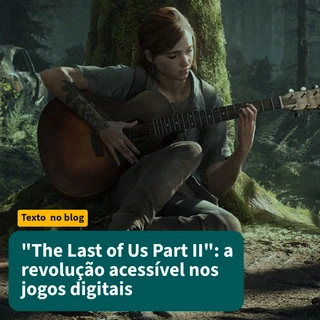 Texto no blog
"The Last of Us Part II": a
revolução acessível nos
jogos digitais